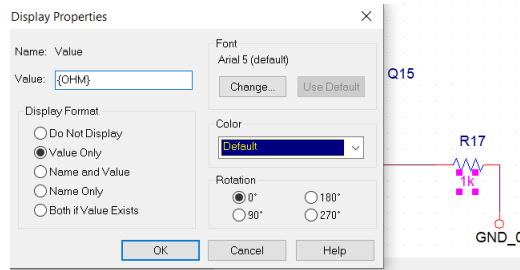 Display Properties
Name: Value
Value: {OHM}
Font
Arial 5 (default)
Change... Use Default
Display Format
Do Not Display
Value Only
Name and Value
Name Only
Both if Value Exists
Color
Default
Rotation
0° 180°
90° 270°
OK Cancel Help
Q15
R17
1k
GND_0